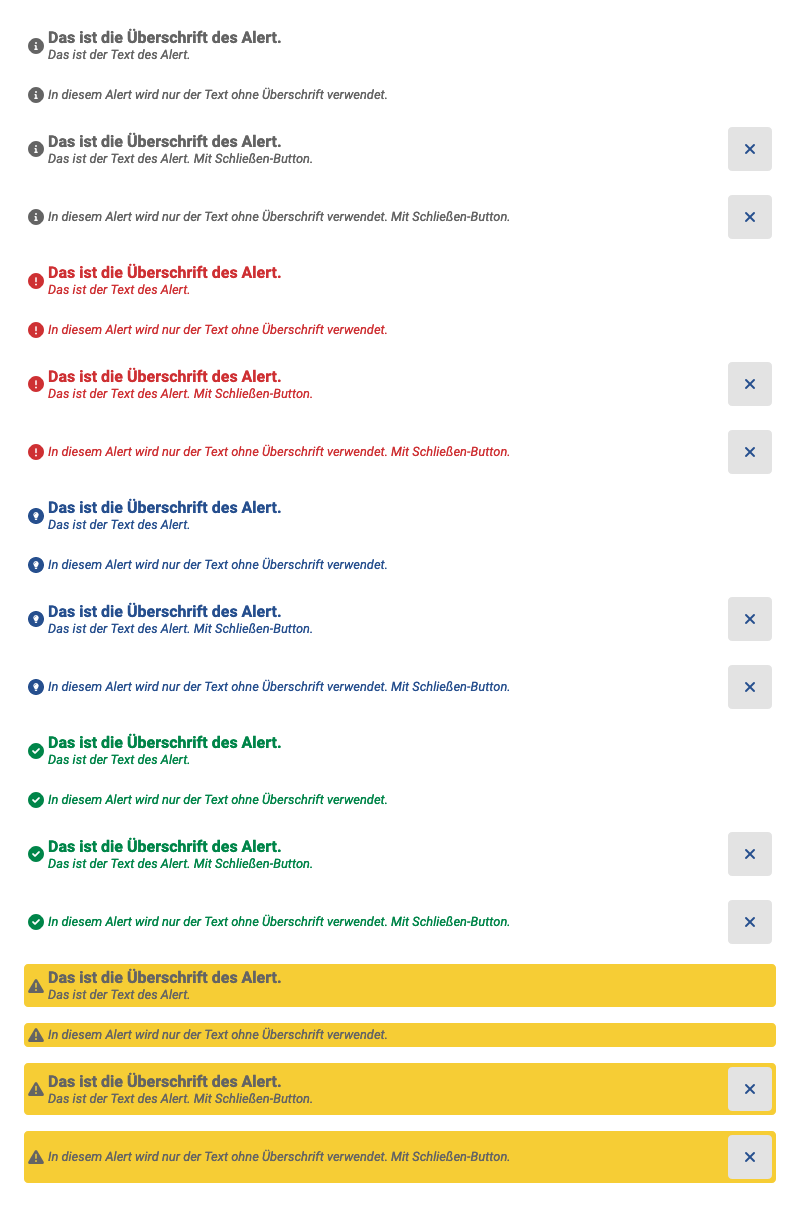 Das ist die Überschrift des Alert.
Das ist der Text des Alert.
In diesem Alert wird nur der Text ohne Überschrift verwendet.
Das ist die Überschrift des Alert.
Das ist der Text des Alert. Mit Schließen-Button.
In diesem Alert wird nur der Text ohne Überschrift verwendet. Mit Schließen-Button.
Das ist die Überschrift des Alert.
Das ist der Text des Alert.
In diesem Alert wird nur der Text ohne Überschrift verwendet.
Das ist die Überschrift des Alert.
Das ist der Text des Alert. Mit Schließen-Button.
In diesem Alert wird nur der Text ohne Überschrift verwendet. Mit Schließen-Button.
Das ist die Überschrift des Alert.
Das ist der Text des Alert.
In diesem Alert wird nur der Text ohne Überschrift verwendet.
Das ist die Überschrift des Alert.
Das ist der Text des Alert. Mit Schließen-Button.
In diesem Alert wird nur der Text ohne Überschrift verwendet. Mit Schließen-Button.
Das ist die Überschrift des Alert.
Das ist der Text des Alert.
In diesem Alert wird nur der Text ohne Überschrift verwendet.
Das ist die Überschrift des Alert.
Das ist der Text des Alert. Mit Schließen-Button.
In diesem Alert wird nur der Text ohne Überschrift verwendet. Mit Schließen-Button.
Das ist die Überschrift des Alert.
Das ist der Text des Alert.
In diesem Alert wird nur der Text ohne Überschrift verwendet.
Das ist die Überschrift des Alert.
Das ist der Text des Alert. Mit Schließen-Button.
In diesem Alert wird nur der Text ohne Überschrift verwendet. Mit Schließen-Button.